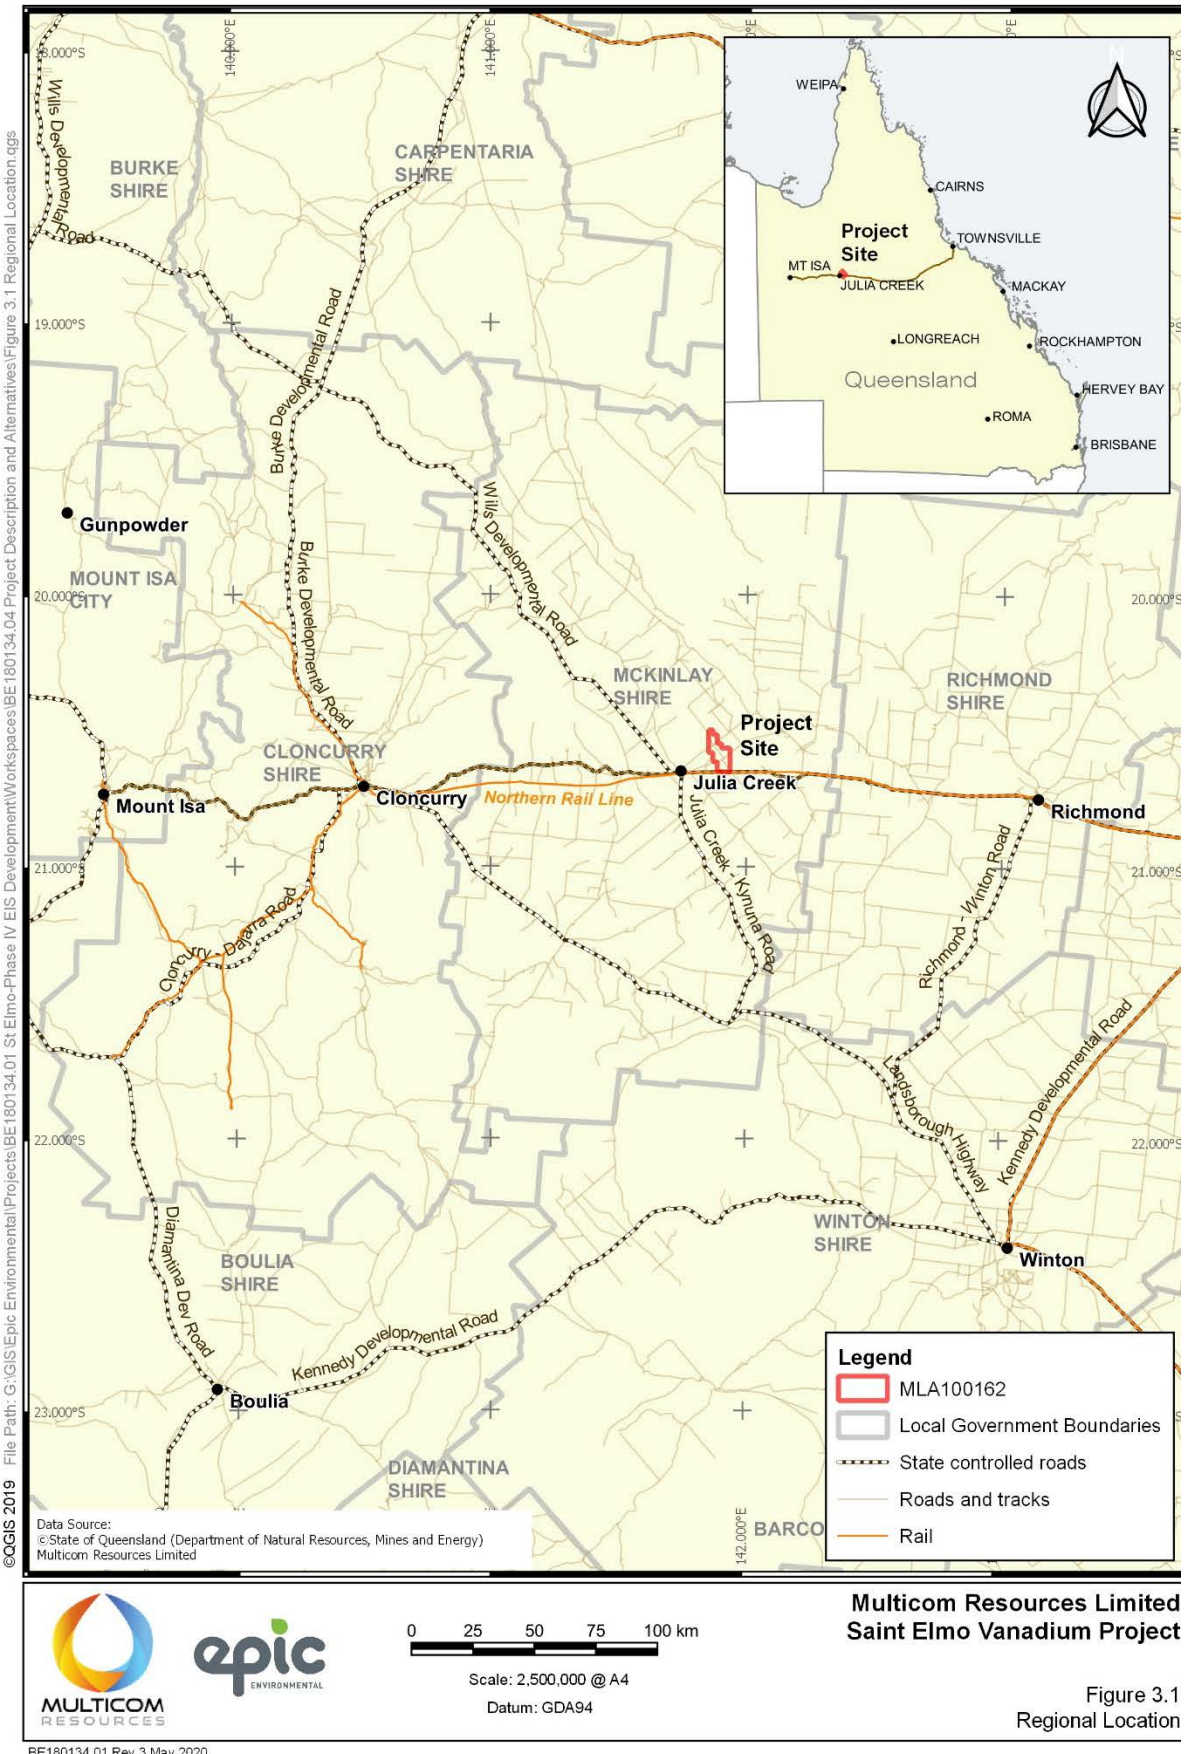 ©QGIS 2019 File Path: G:\GIS\Epic Environmental\Projects\BE180134.01 St Elmo-Phase IV EIS Development\Workspaces\BE180134.04 Project Description and Alternatives\Figure 3.1 Regional Location.qgs
18.000°S
140.000°E
141.000°E
Wills Developmental Road
BURKE
SHIRE
CARPENTARIA
SHIRE
N
WEIPA
CAIRNS
TOWNSVILLE
Project
Site
MT ISA
JULIA CREEK
MACKAY
LONGREACH
ROCKHAMPTON
Queensland
HERVEY BAY
ROMA
BRISBANE
19.000°S
Burke Developmental Road
Wills Developmental Road
Gunpowder
MOUNT ISA
CITY
20.000°S
20.000°S
Burke Developmental Road
MCKINLAY
SHIRE
RICHMOND
SHIRE
Project
Site
CLONCURRY
SHIRE
Mount Isa
Cloncurry
Northern Rail Line
Julia Creek
Richmond
21.000°S
21.000°S
Julia Creek - Kynuna Road
Richmond - Winton Road
Cloncurry - Dajarra Road
Landsborough Highway
Kennedy Developmental Road
22.000°S
22.000°S
Diamantina Dev Road
BOULIA
SHIRE
WINTON
SHIRE
Winton
Kennedy Developmental Road
Boulia
23.000°S
DIAMANTINA
SHIRE
142.000°E
BARCO
Legend
MLA100162
Local Government Boundaries
State controlled roads
Roads and tracks
Rail
Data Source:
©State of Queensland (Department of Natural Resources, Mines and Energy)
Multicom Resources Limited
MULTICOM
RESOURCES
epic
ENVIRONMENTAL
0 25 50 75 100 km
Scale: 2,500,000 @ A4
Datum: GDA94
Multicom Resources Limited
Saint Elmo Vanadium Project
Figure 3.1
Regional Location
BE180134.01 Rev 3 May 2020